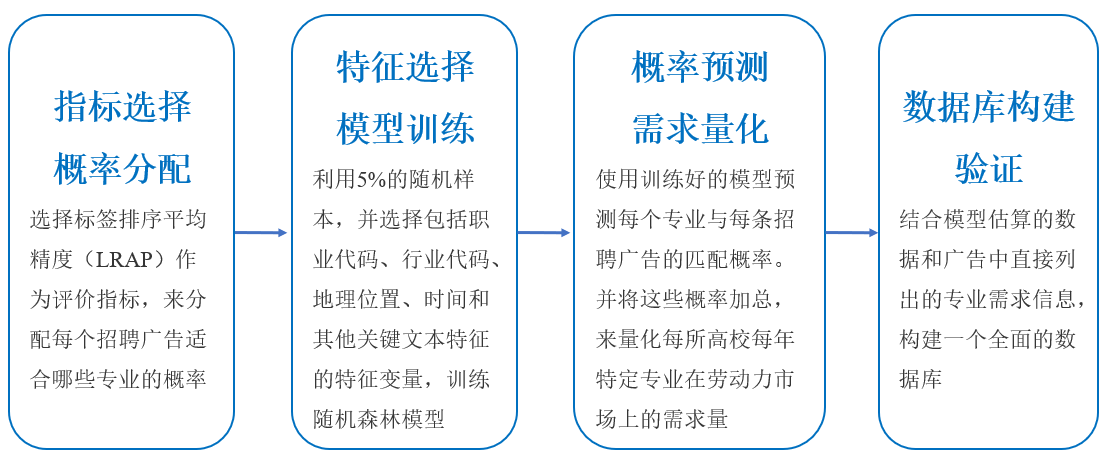 指标选择
概率分配
选择标签排序平均
精度（LRAP）作
为评价指标，来分
配每个招聘广告适
合哪些专业的概率
特征选择
模型训练
利用5%的随机样
本，并选择包括职
业代码、行业代码、
地理位置、时间和
其他关键文本特征
的特征变量，训练
随机森林模型
概率预测
需求量化
使用训练好的模型预
测每个专业与每条招
聘广告的匹配概率。
并将这些概率加总，
来量化每所高校每年
特定专业在劳动力市
场上的需求量
数据库构建
验证
结合模型估算的数
据和广告中直接列
出的专业需求信息，
构建一个全面的数
据库